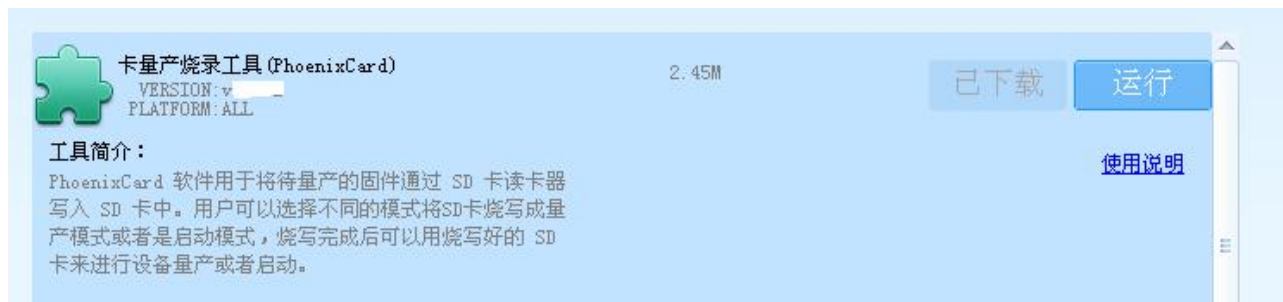 卡量产烧录工具(PhoenixCard)
2.45M
已下载
运行
VERSION:v
PLATFORM:ALL
工具简介：
使用说明
PhoenixCard 软件用于将待量产的固件通过 SD 卡读卡器
写入 SD 卡中。用户可以选择不同的模式将SD卡烧写成量
产模式或者是启动模式，烧写完成后可以用烧写好的 SD
卡来进行设备量产或者启动。